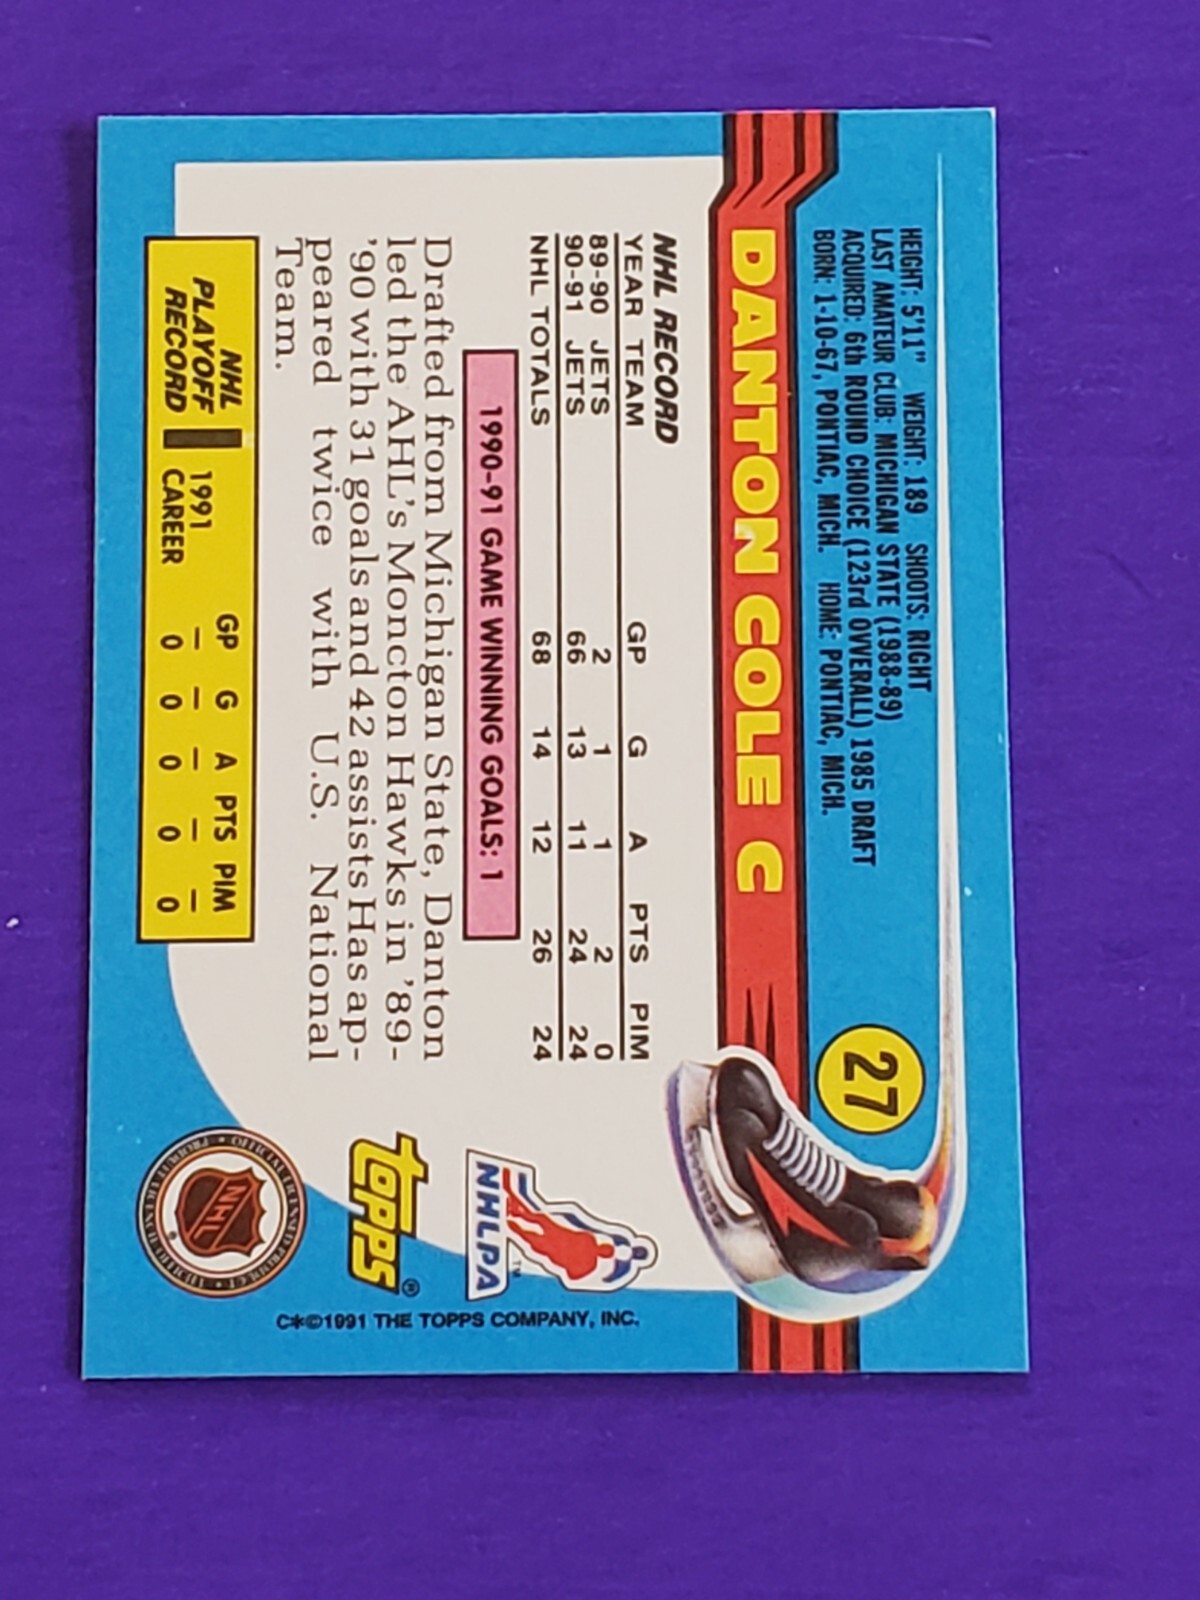 27
HEIGHT: 5'11" WEIGHT: 189 SHOOTS: RIGHT
LAST AMATEUR CLUB: MICHIGAN STATE (1988-89)
ACQUIRED: 6th ROUND CHOICE (123rd OVERALL) 1985 DRAFT
BORN: 1-10-67, PONTIAC, MICH. HOME: PONTIAC, MICH.
DANTON COLE C
NHL RECORD
YEAR TEAM GP G A PTS PIM
89-90 JETS 2 1 1 2 0
90-91 JETS 66 13 11 24 24
NHL TOTALS 68 14 12 26 24
1990-91 GAME WINNING GOALS: 1
Drafted from Michigan State, Danton
led the AHL's Moncton Hawks in '89-
'90 with 31 goals and 42 assists Has ap-
peared twice with U.S. National
Team.
NHL PLAYOFF RECORD
GP G A PTS PIM
1991 – – – – –
CAREER 0 0 0 0 0
NHLPA™
TOPPS®
NHL®
OFFICIAL LICENSED PRODUCT
C*©1991 THE TOPPS COMPANY, INC.